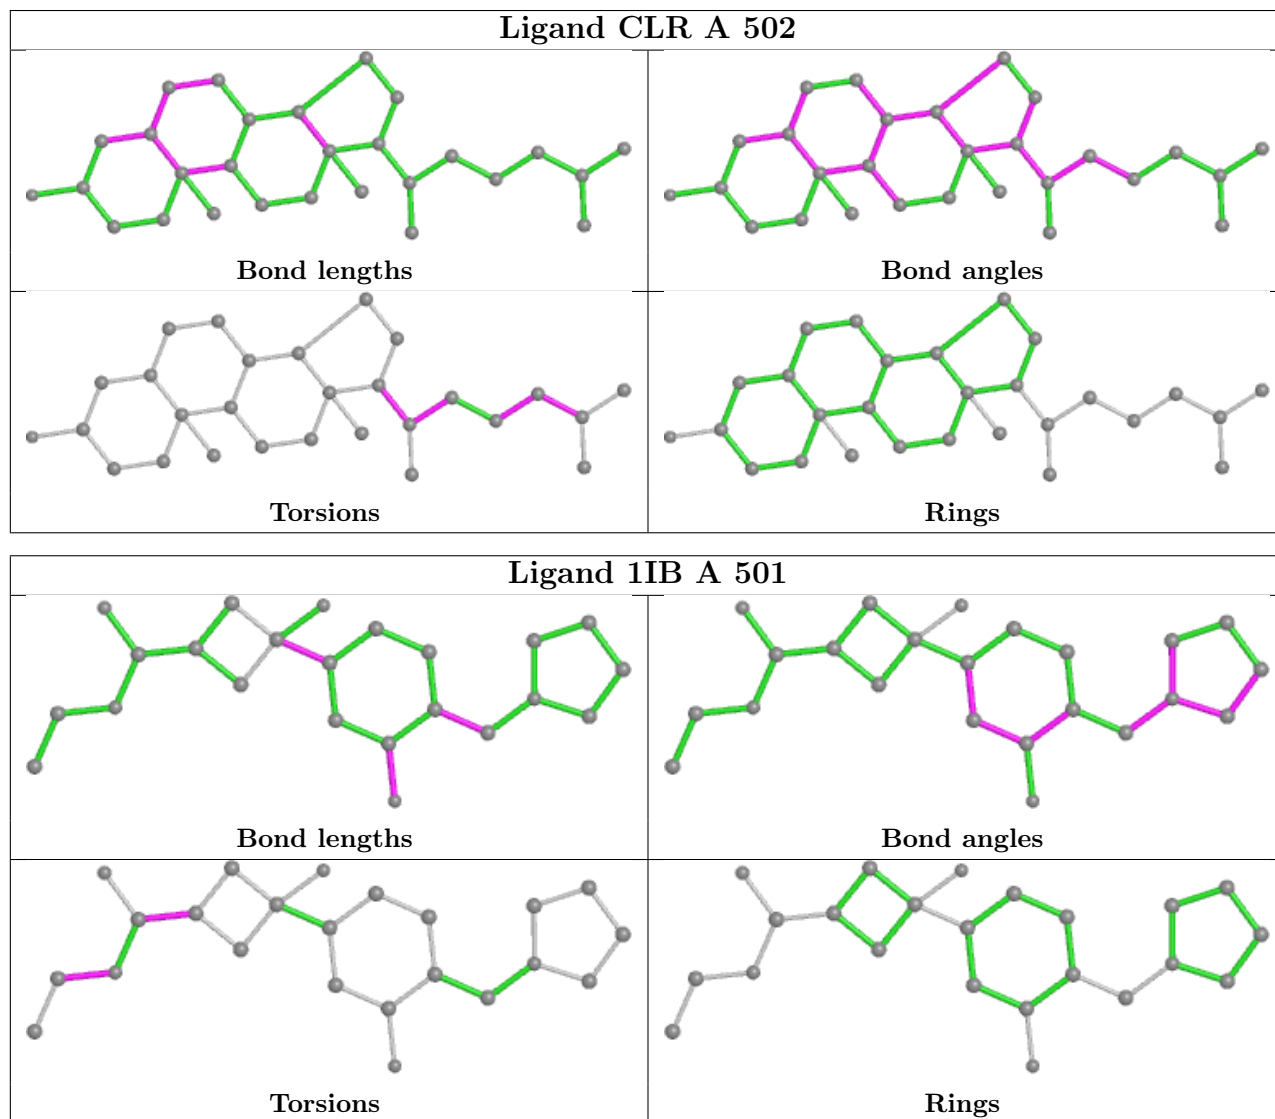 Ligand CLR A 502
Bond lengths
Bond angles
Torsions
Rings
Ligand 1IB A 501
Bond lengths
Bond angles
Torsions
Rings